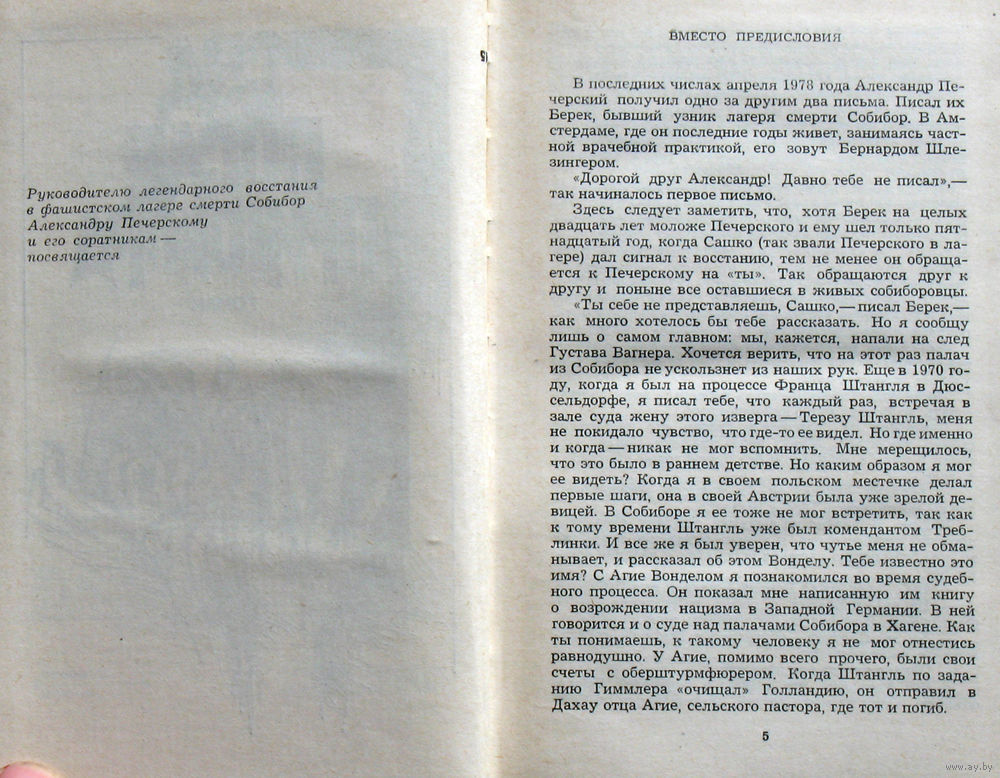 Руководителю легендарного восстания
в фашистском лагере смерти Собибор
Александру Печерскому
и его соратникам —
посвящается
ВМЕСТО ПРЕДИСЛОВИЯ
В последних числах апреля 1978 года Александр Пе-
черский получил одно за другим два письма. Писал их
Берек, бывший узник лагеря смерти Собибор. В Ам-
стердаме, где он последние годы живет, занимаясь част-
ной врачебной практикой, его зовут Бернардом Шле-
зингером.
«Дорогой друг Александр! Давно тебе не писал»,—
так начиналось первое письмо.
Здесь следует заметить, что, хотя Берек на целых
двадцать лет моложе Печерского и ему шел только пят-
надцатый год, когда Сашко (так звали Печерского в ла-
гере) дал сигнал к восстанию, тем не менее он обраща-
ется к Печерскому на «ты». Так обращаются друг к
другу и поныне все оставшиеся в живых собиборовцы.
«Ты себе не представляешь, Сашко,— писал Берек,—
как много хотелось бы тебе рассказать. Но я сообщу
лишь о самом главном: мы, кажется, напали на след
Густава Вагнера. Хочется верить, что на этот раз палач
из Собибора не ускользнет из наших рук. Еще в 1970 го-
ду, когда я был на процессе Франца Штангля в Дюс-
сельдорфе, я писал тебе, что каждый раз, встречая в
зале суда жену этого изверга — Терезу Штангль, меня
не покидало чувство, что где-то ее видел. Но где именно
и когда — никак не мог вспомнить. Мне мерещилось,
что это было в раннем детстве. Но каким образом я мог
ее видеть? Когда я в своем польском местечке делал
первые шаги, она в своей Австрии была уже зрелой де-
вицей. В Собиборе я ее тоже не мог встретить, так как
к тому времени Штангль уже был комендантом Треб-
линки. И все же я был уверен, что чутье меня не обма-
нывает, и рассказал об этом Вонделу. Тебе известно это
имя? С Агие Вонделом я познакомился во время судеб-
ного процесса. Он показал мне написанную им книгу
о возрождении нацизма в Западной Германии. В ней
говорится и о суде над палачами Собибора в Хагене. Как
ты понимаешь, к такому человеку я не мог отнестись
равнодушно. У Агие, помимо всего прочего, были свои
счеты с оберштурмфюрером. Когда Штангль по зада-
нию Гиммлера «очищал» Голландию, он отправил в
Дахау отца Агие, сельского пастора, где тот и погиб.
5
www.ay.by